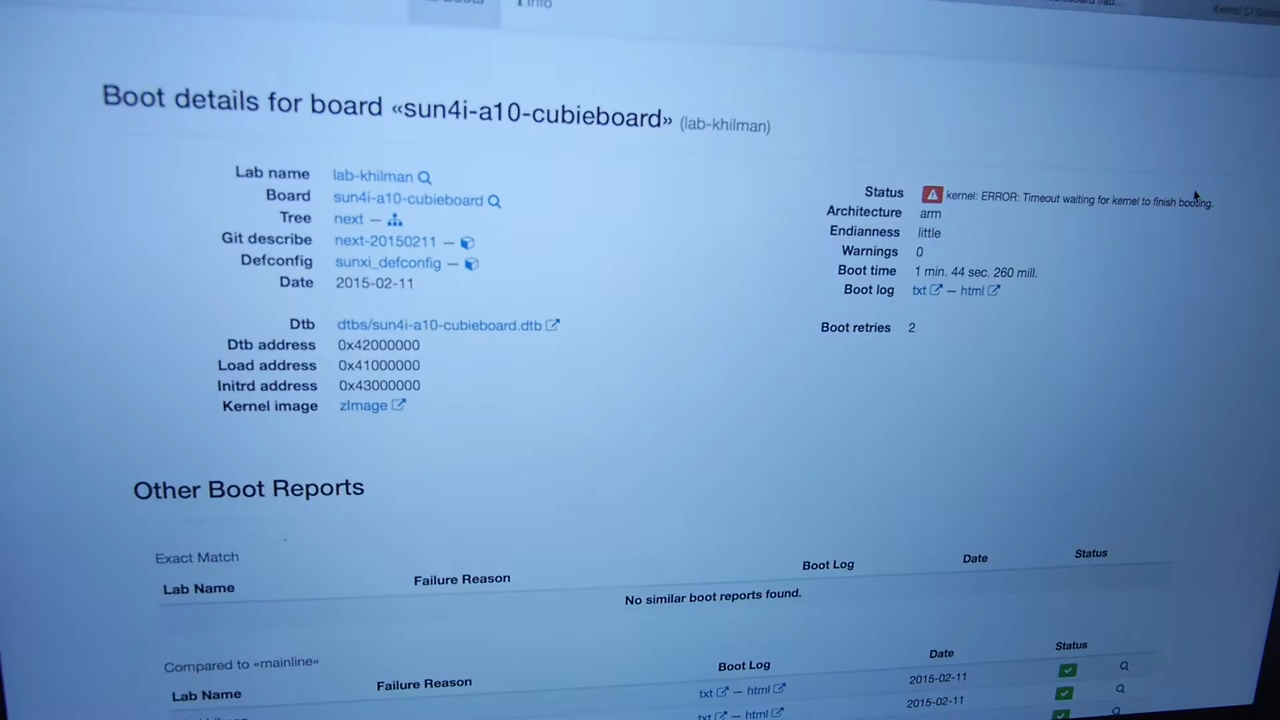 Info
Boot details for board «sun4i-a10-cubieboard» (lab-khilman)
Lab name lab-khilman
Board sun4i-a10-cubieboard
Tree next —
Git describe next-20150211 —
Defconfig sunxi_defconfig —
Date 2015-02-11
Dtb dtbs/sun4i-a10-cubieboard.dtb
Dtb address 0x42000000
Load address 0x41000000
Initrd address 0x43000000
Kernel image zImage
Status kernel: ERROR: Timeout waiting for kernel to finish booting.
Architecture arm
Endianness little
Warnings 0
Boot time 1 min. 44 sec. 260 mill.
Boot log txt — html
Boot retries 2
Other Boot Reports
Exact Match
Lab Name Failure Reason Boot Log Date Status
No similar boot reports found.
Compared to «mainline»
Lab Name Failure Reason Boot Log Date Status
txt — html 2015-02-11
txt — html 2015-02-11